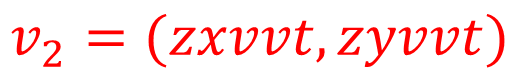 v₂ = (zxvvt, zyvvt)